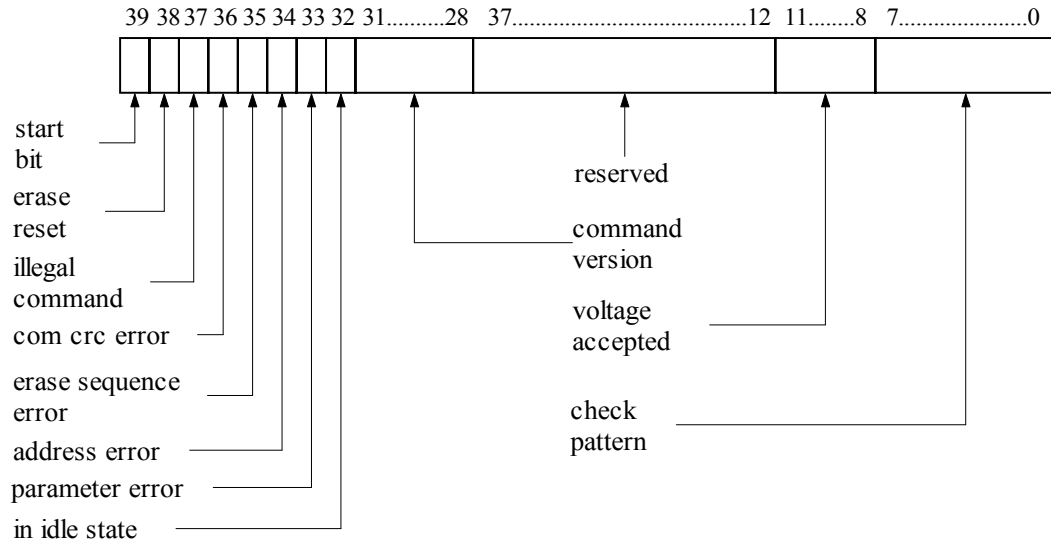 39 38 37 36 35 34 33 32 31..........28 37.......................................12 11........8 7......................0
start
bit
erase
reset
illegal
command
com crc error
erase sequence
error
address error
parameter error
in idle state
reserved
command
version
voltage
accepted
check
pattern